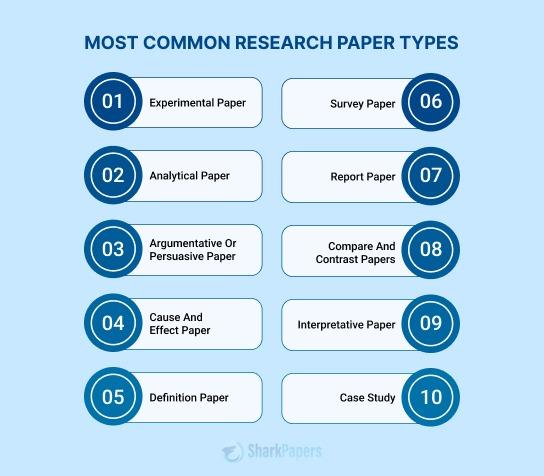 MOST COMMON RESEARCH PAPER TYPES
01
Experimental Paper
02
Analytical Paper
03
Argumentative Or
Persuasive Paper
04
Cause And
Effect Paper
05
Definition Paper
Survey Paper
06
Report Paper
07
Compare And
Contrast Papers
08
Interpretative Paper
09
Case Study
10
SharkPapers